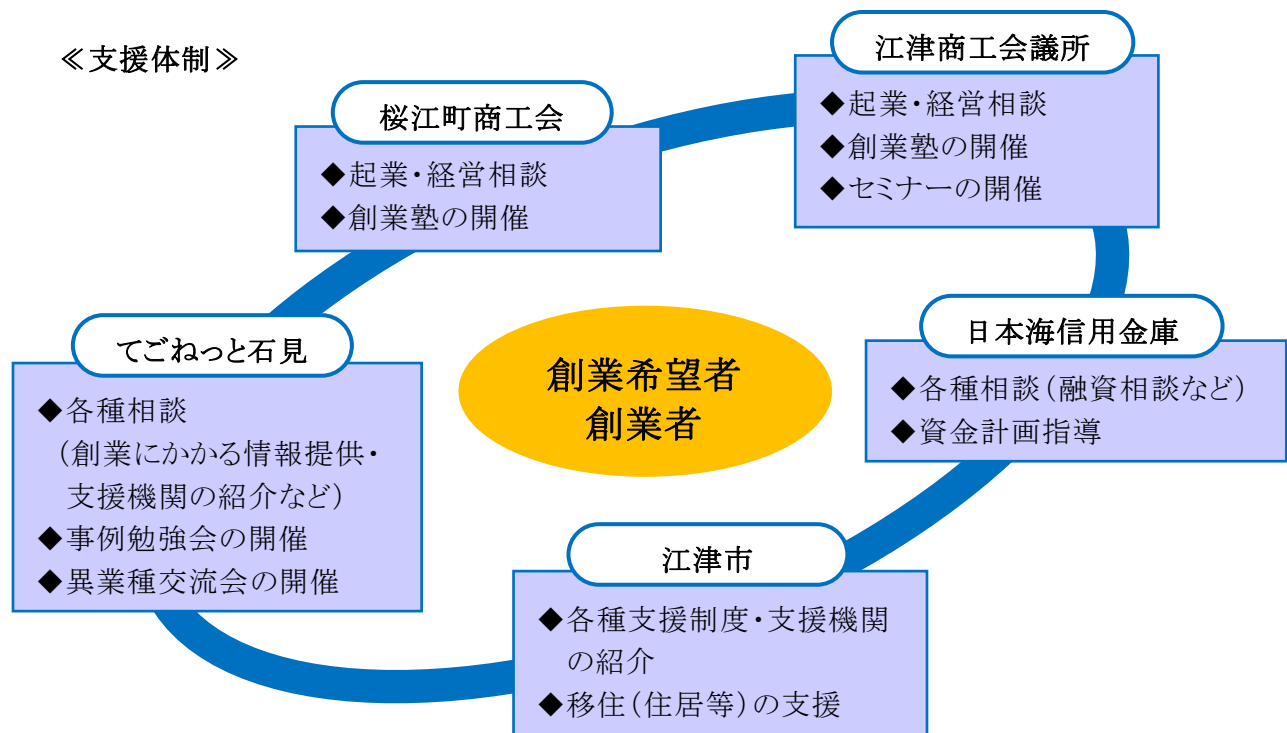 ≪支援体制≫
江津商工会議所
◆起業・経営相談
◆創業塾の開催
◆セミナーの開催
桜江町商工会
◆起業・経営相談
◆創業塾の開催
日本海信用金庫
◆各種相談(融資相談など)
◆資金計画指導
てごねっと石見
◆各種相談
(創業にかかる情報提供・
支援機関の紹介など)
◆事例勉強会の開催
◆異業種交流会の開催
創業希望者
創業者
江津市
◆各種支援制度・支援機関
の紹介
◆移住(住居等)の支援